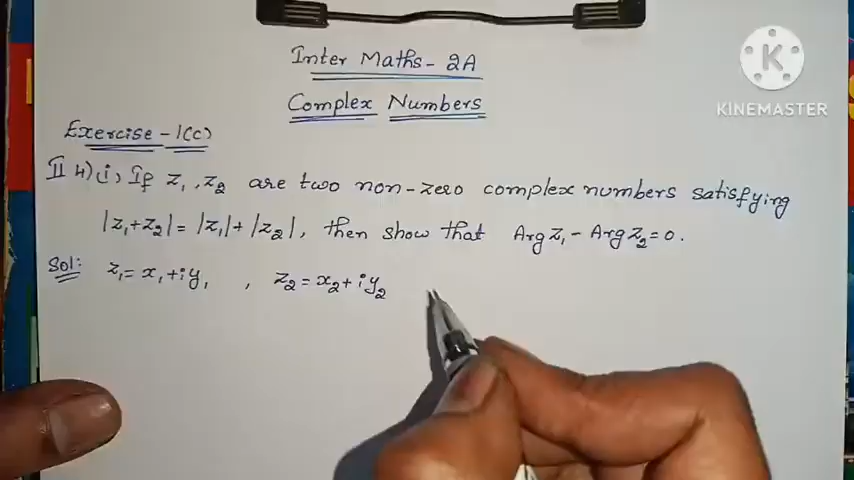 Inter Maths - 2A
Complex Numbers
K
KINEMASTER
Exercise - 1(c)
II 4) (i) If z₁, z₂ are two non-zero complex numbers satisfying
|z₁+z₂| = |z₁| + |z₂|, then show that Arg z₁ - Arg z₂ = 0.
Sol: z₁ = x₁ + iy₁ , z₂ = x₂ + iy₂